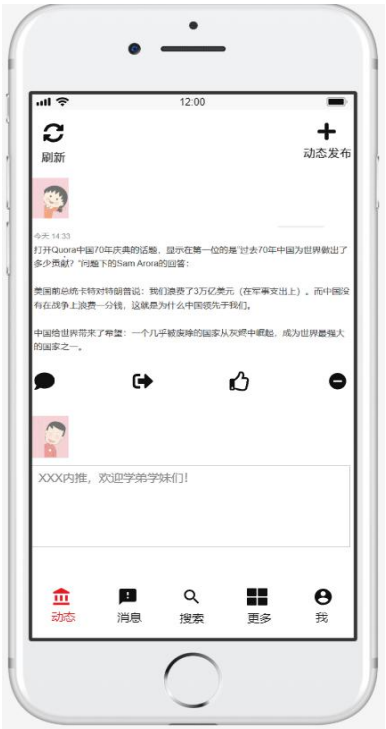 12:00
刷新
动态发布
今天 14:33
打开Quora中国70年庆典的话题，显示在第一位的是“过去70年中国为世界做出了
多少贡献？”问题下的Sam Arora的回答：
美国前总统卡特对特朗普说：我们浪费了3万亿美元（在军事支出上）。而中国没
有在战争上浪费一分钱，这就是为什么中国领先于我们。
中国给世界带来了希望：一个几乎被废除的国家从灰烬中崛起，成为世界最强大
的国家之一。
XXX内推，欢迎学弟学妹们！
动态 消息 搜索 更多 我